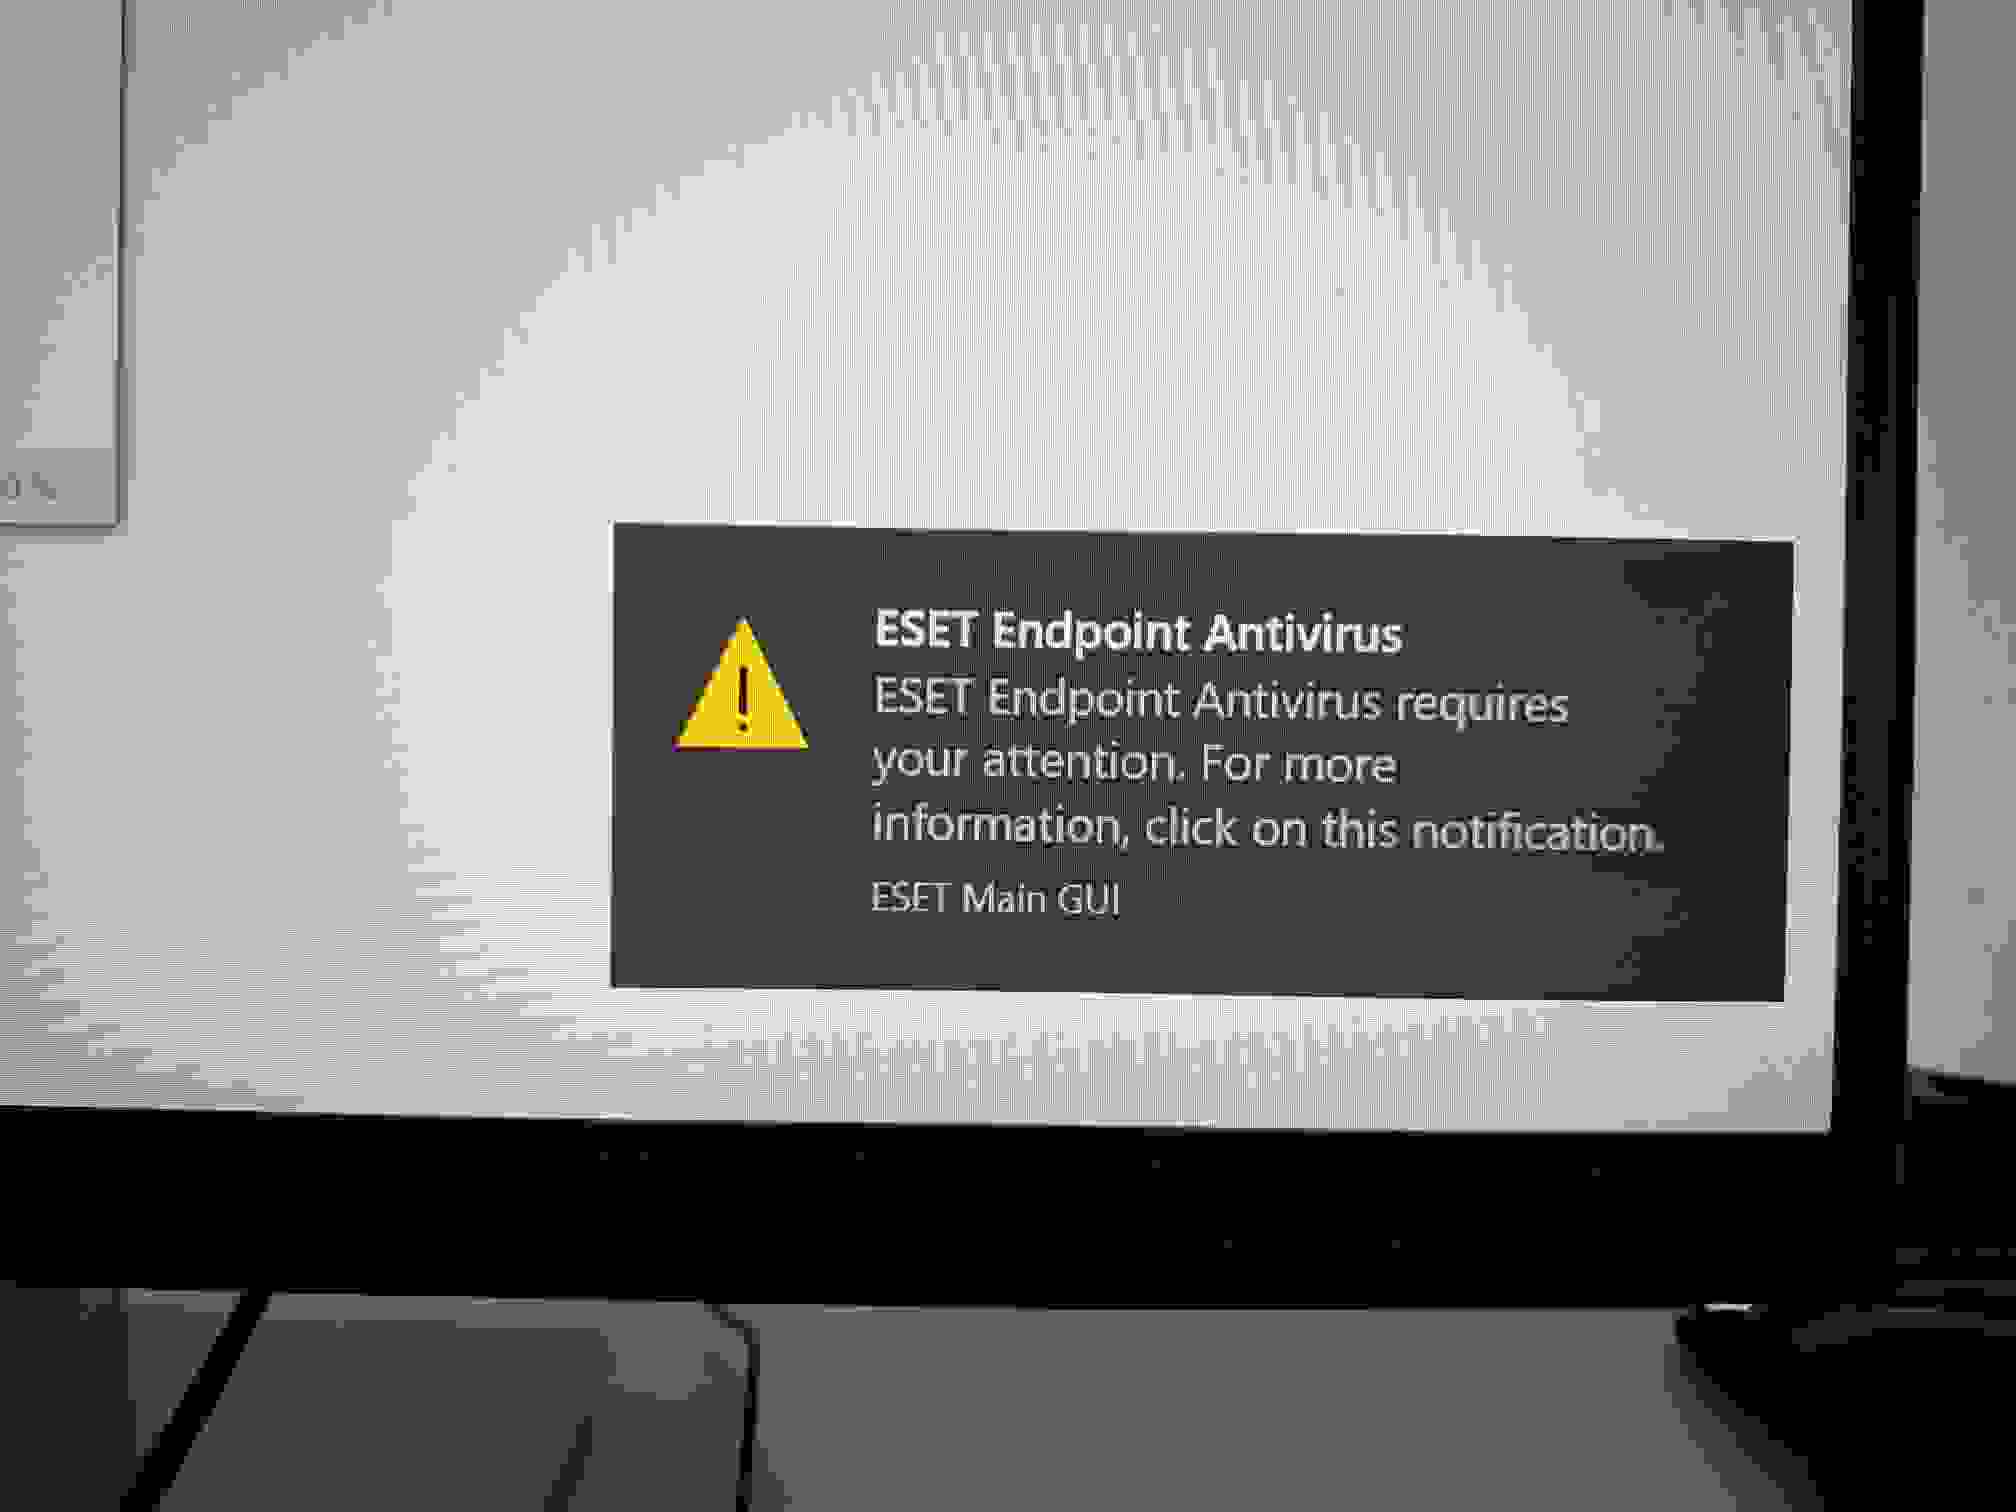 ESET Endpoint Antivirus
ESET Endpoint Antivirus requires
your attention. For more
information, click on this notification.
ESET Main GUI